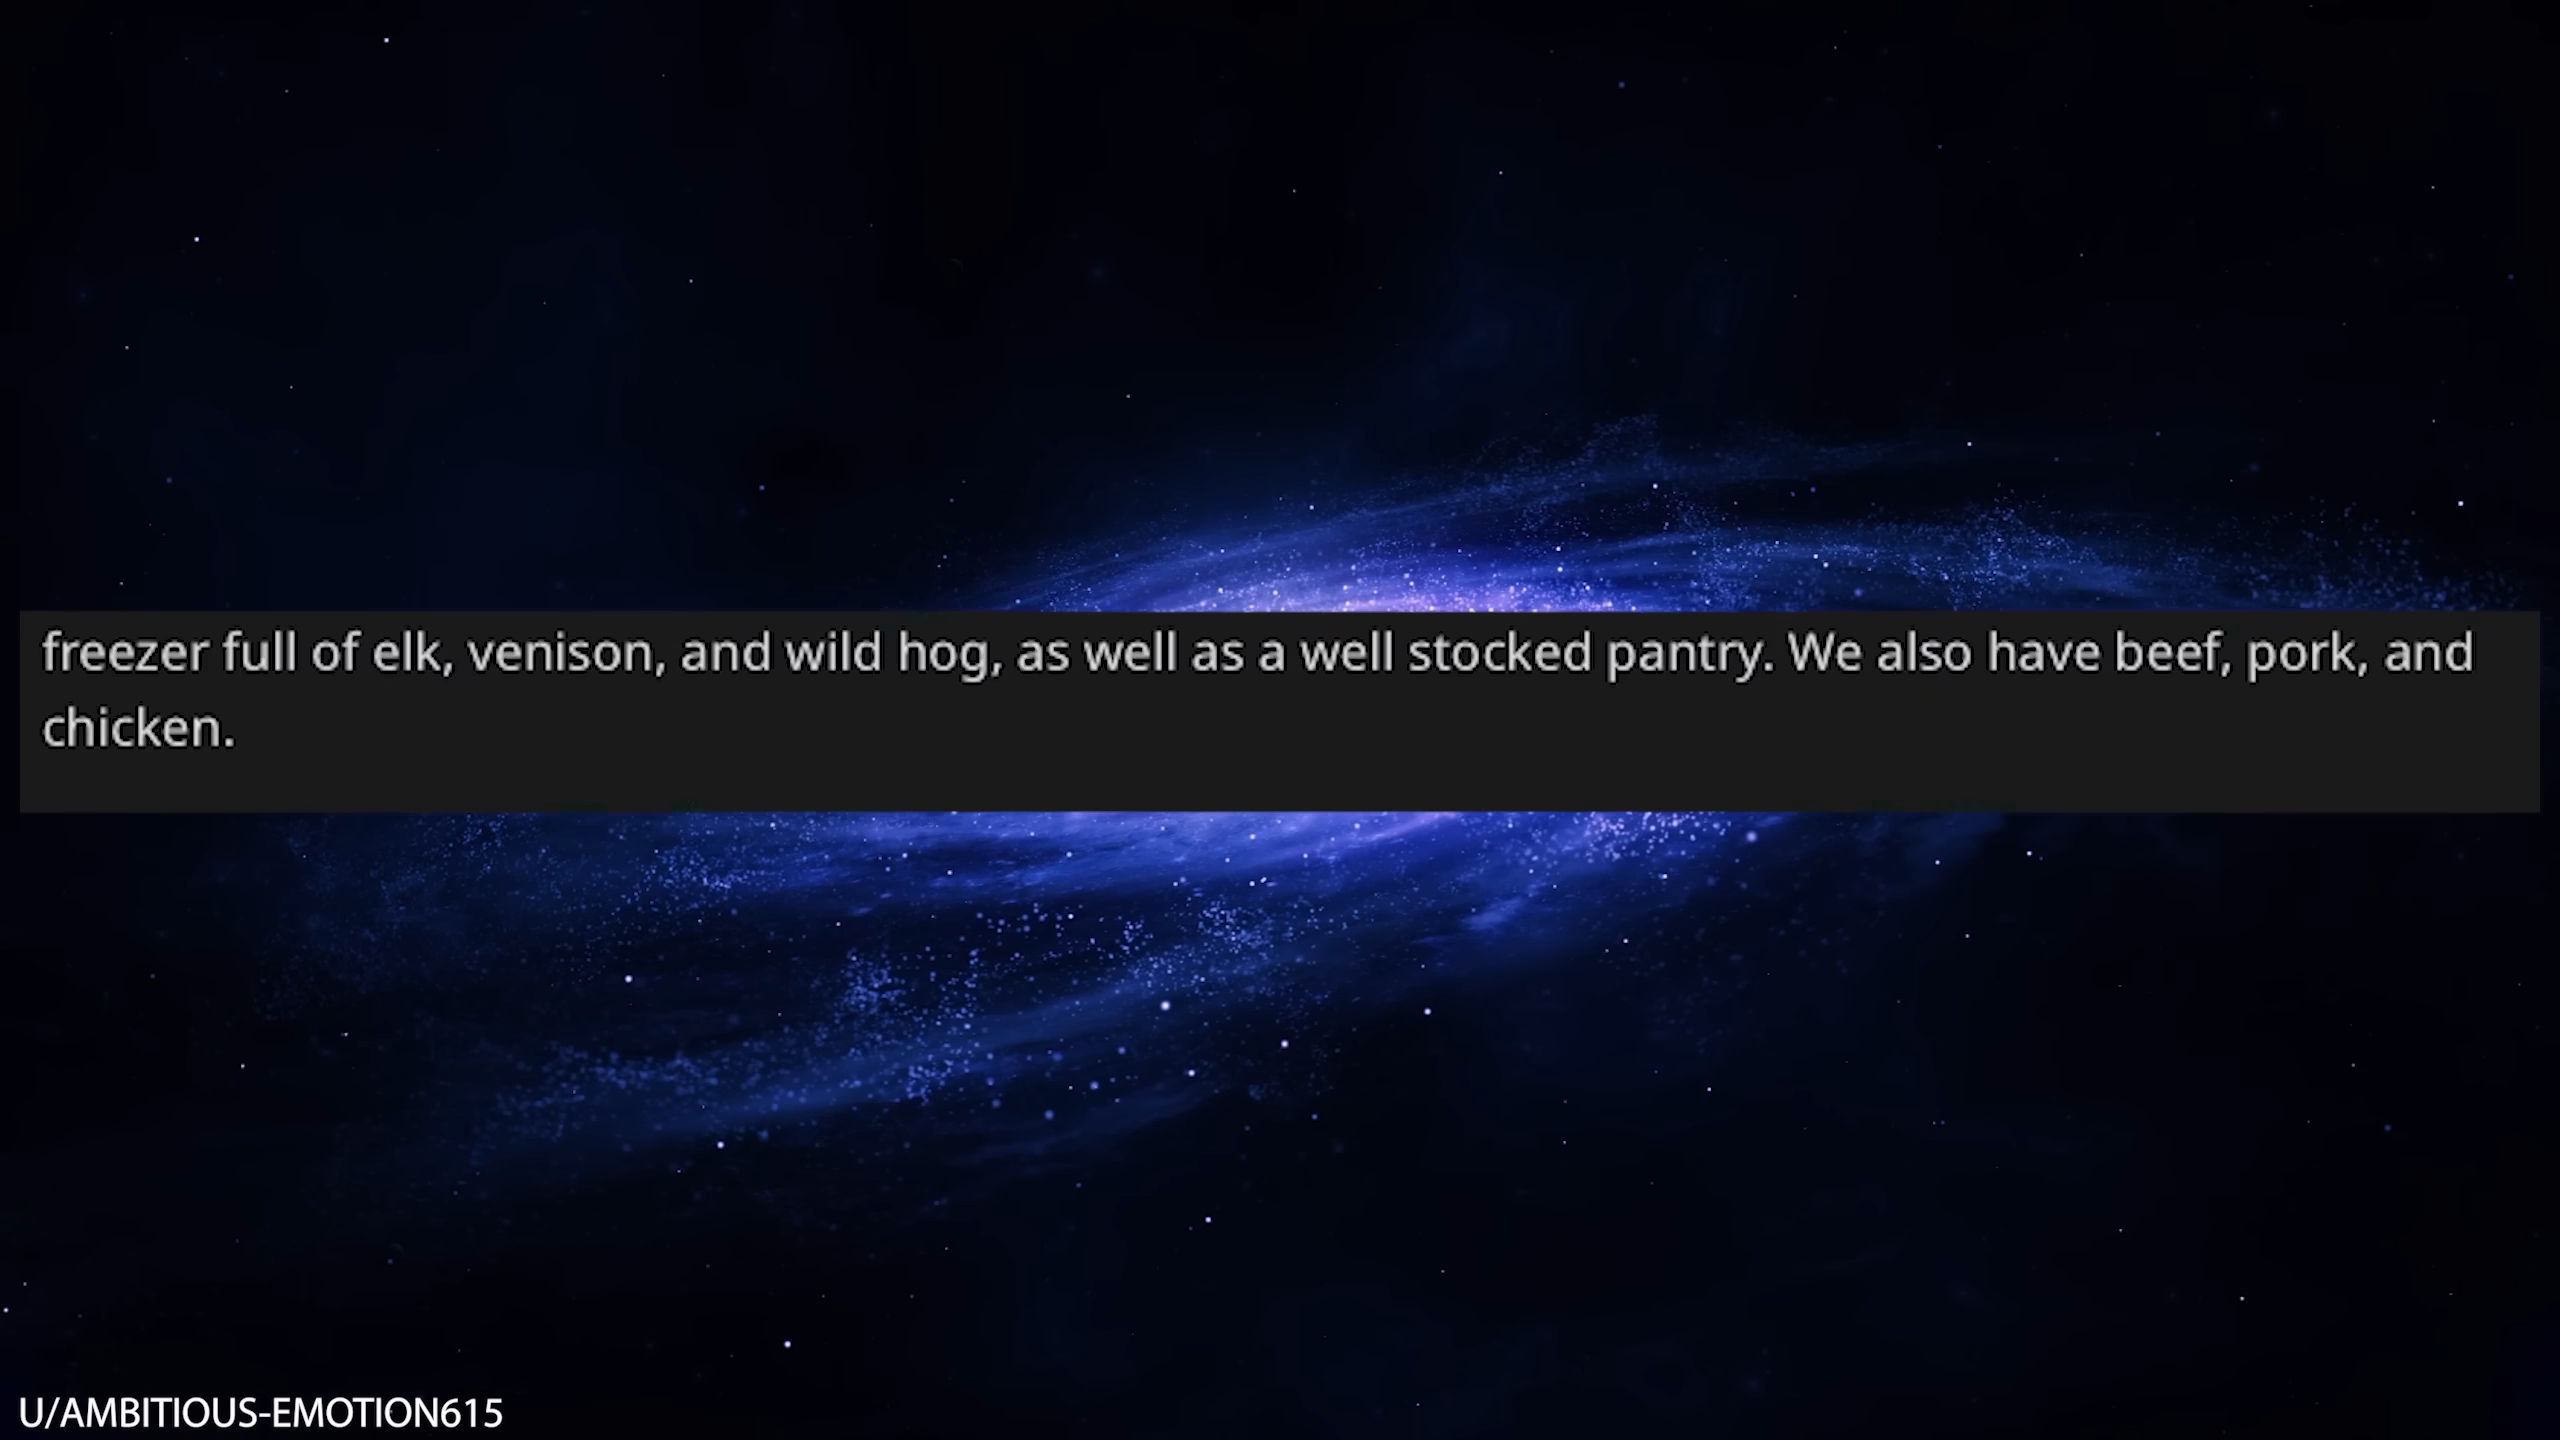 freezer full of elk, venison, and wild hog, as well as a well stocked pantry. We also have beef, pork, and
chicken.
U/AMBITIOUS-EMOTION615